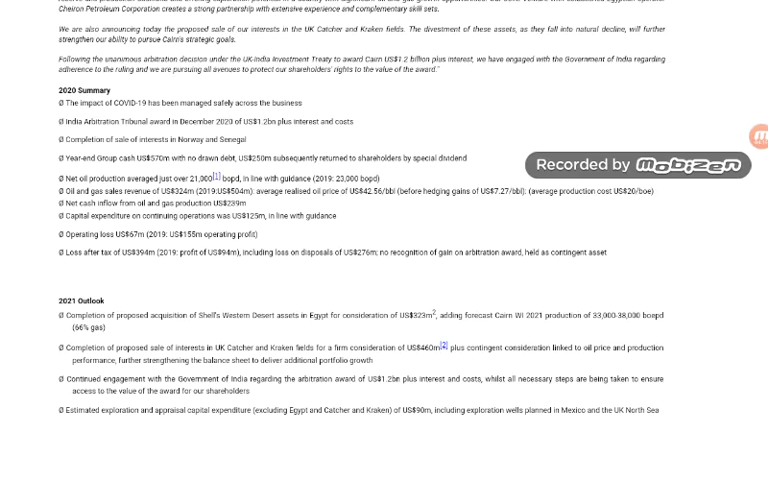 Cheiron Petroleum Corporation creates a strong partnership with extensive experience and complementary skill sets.
We are also announcing today the proposed sale of our interests in the UK Catcher and Kraken fields. The divestment of these assets, as they fall into natural decline, will further
strengthen our ability to pursue Cairn's strategic goals.
Following the unanimous arbitration decision under the UK-India Investment Treaty to award Cairn US$1.2 billion plus interest, we have engaged with the Government of India regarding
adherence to the ruling and we are pursuing all avenues to protect our shareholders' rights to the value of the award."
2020 Summary
Ø The impact of COVID-19 has been managed safely across the business
Ø India Arbitration Tribunal award in December 2020 of US$1.2bn plus interest and costs
Ø Completion of sale of interests in Norway and Senegal
Ø Year-end Group cash US$570m with no drawn debt, US$250m subsequently returned to shareholders by special dividend
Recorded by mobizen
Ø Net oil production averaged just over 21,000[1] bopd, in line with guidance (2019: 23,000 bopd)
Ø Oil and gas sales revenue of US$324m (2019:US$504m): average realised oil price of US$42.56/bbl (before hedging gains of US$7.27/bbl): (average production cost US$20/boe)
Ø Net cash inflow from oil and gas production US$239m
Ø Capital expenditure on continuing operations was US$125m, in line with guidance
Ø Operating loss US$67m (2019: US$155m operating profit)
Ø Loss after tax of US$394m (2019: profit of US$94m), including loss on disposals of US$276m; no recognition of gain on arbitration award, held as contingent asset
2021 Outlook
Ø Completion of proposed acquisition of Shell's Western Desert assets in Egypt for consideration of US$323m2, adding forecast Cairn WI 2021 production of 33,000-38,000 boepd
(66% gas)
Ø Completion of proposed sale of interests in UK Catcher and Kraken fields for a firm consideration of US$460m[2] plus contingent consideration linked to oil price and production
performance, further strengthening the balance sheet to deliver additional portfolio growth
Ø Continued engagement with the Government of India regarding the arbitration award of US$1.2bn plus interest and costs, whilst all necessary steps are being taken to ensure
access to the value of the award for our shareholders
Ø Estimated exploration and appraisal capital expenditure (excluding Egypt and Catcher and Kraken) of US$90m, including exploration wells planned in Mexico and the UK North Sea